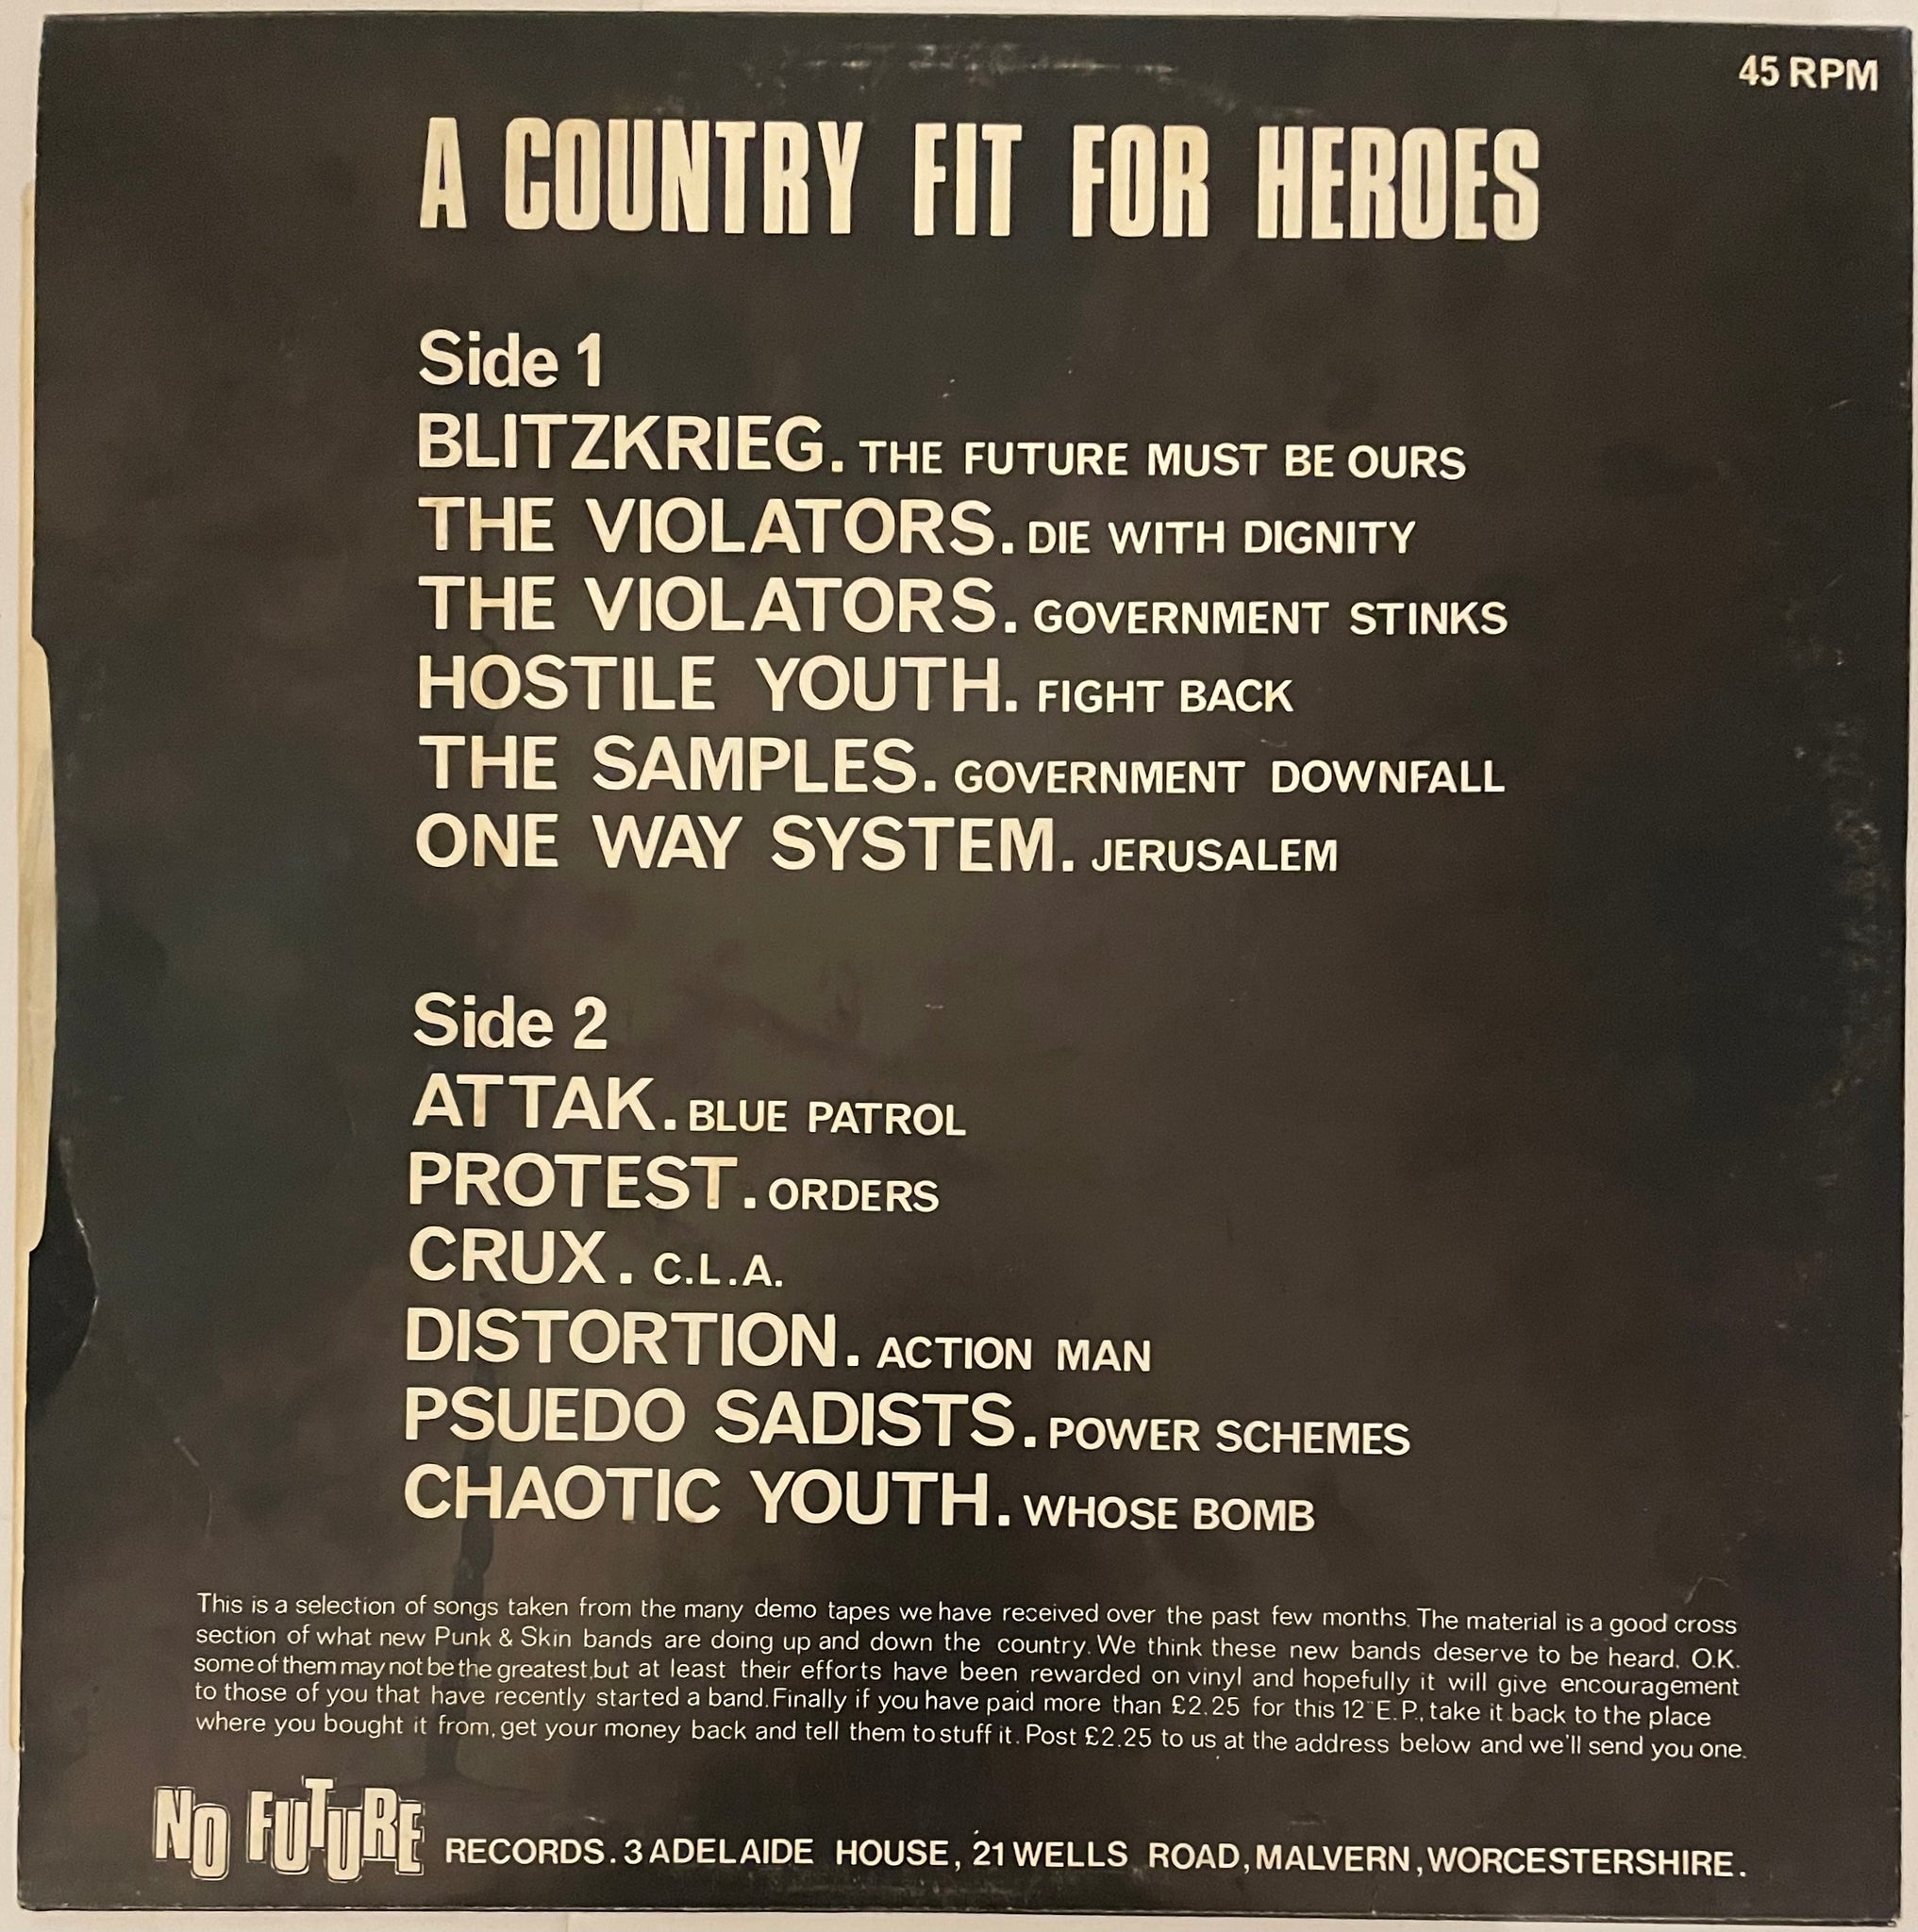 45 RPM
A COUNTRY FIT FOR HEROES
Side 1
BLITZKRIEG. THE FUTURE MUST BE OURS
THE VIOLATORS. DIE WITH DIGNITY
THE VIOLATORS. GOVERNMENT STINKS
HOSTILE YOUTH. FIGHT BACK
THE SAMPLES. GOVERNMENT DOWNFALL
ONE WAY SYSTEM. JERUSALEM
Side 2
ATTAK. BLUE PATROL
PROTEST. ORDERS
CRUX. C.L.A.
DISTORTION. ACTION MAN
PSUEDO SADISTS. POWER SCHEMES
CHAOTIC YOUTH. WHOSE BOMB
This is a selection of songs taken from the many demo tapes we have received over the past few months. The material is a good cross
section of what new Punk & Skin bands are doing up and down the country. We think these new bands deserve to be heard. O.K.
some of them may not be the greatest, but at least their efforts have been rewarded on vinyl and hopefully it will give encouragement
to those of you that have recently started a band. Finally if you have paid more than £2.25 for this 12" E.P., take it back to the place
where you bought it from, get your money back and tell them to stuff it. Post £2.25 to us at the address below and we'll send you one.
NO FUTURE RECORDS. 3 ADELAIDE HOUSE, 21 WELLS ROAD, MALVERN, WORCESTERSHIRE.